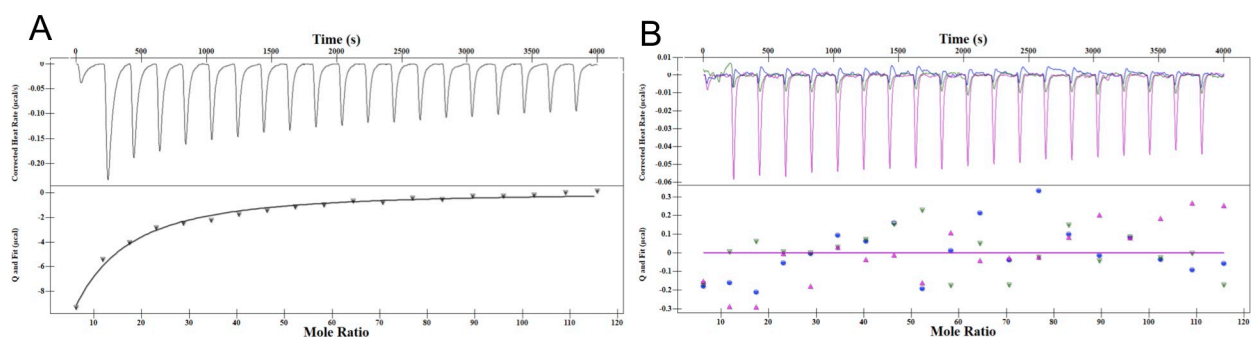 A
Time (s)
0 500 1000 1500 2000 2500 3000 3500 4000
Corrected Heat Rate (µcal/s)
0
-0.05
-0.10
-0.15
-0.20
Q and Fit (µcal)
0
-2
-4
-6
-8
10 20 30 40 50 60 70 80 90 100 110 120
Mole Ratio
B
Time (s)
0 500 1000 1500 2000 2500 3000 3500 4000
Corrected Heat Rate (µcal/s)
0.01
0
-0.01
-0.02
-0.03
-0.04
-0.05
-0.06
Q and Fit (µcal)
0.3
0.2
0.1
0
-0.1
-0.2
-0.3
10 20 30 40 50 60 70 80 90 100 110 120
Mole Ratio